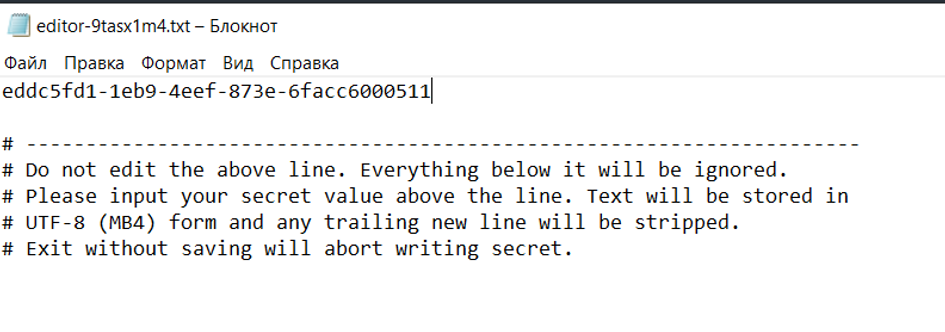 editor-9tasx1m4.txt – Блокнот
Файл Правка Формат Вид Справка
eddc5fd1-1eb9-4eef-873e-6facc6000511
# ---------------------------------------------------------------------
# Do not edit the above line. Everything below it will be ignored.
# Please input your secret value above the line. Text will be stored in
# UTF-8 (MB4) form and any trailing new line will be stripped.
# Exit without saving will abort writing secret.